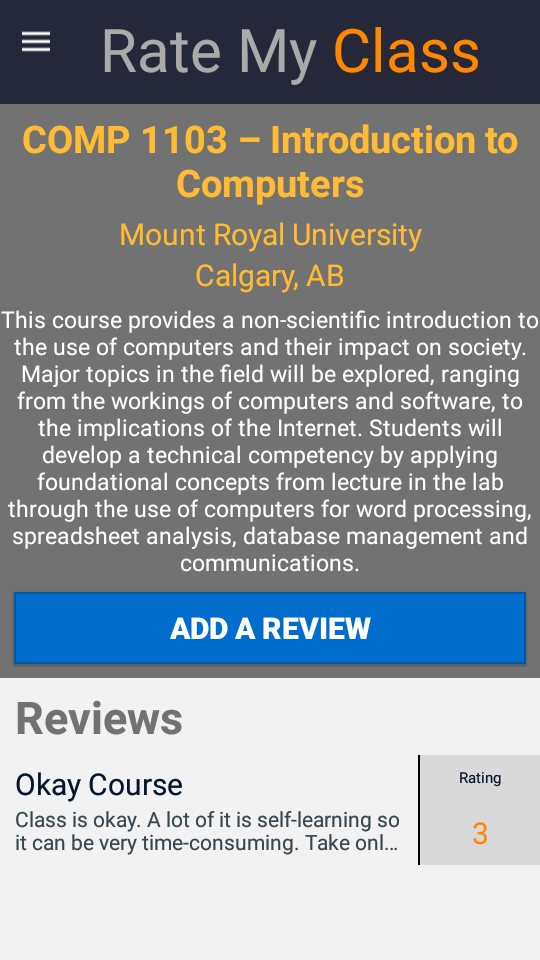 Rate My Class
COMP 1103 – Introduction to
Computers
Mount Royal University
Calgary, AB
This course provides a non-scientific introduction to
the use of computers and their impact on society.
Major topics in the field will be explored, ranging
from the workings of computers and software, to
the implications of the Internet. Students will
develop a technical competency by applying
foundational concepts from lecture in the lab
through the use of computers for word processing,
spreadsheet analysis, database management and
communications.
ADD A REVIEW
Reviews
Okay Course
Class is okay. A lot of it is self-learning so
it can be very time-consuming. Take onl...
Rating
3